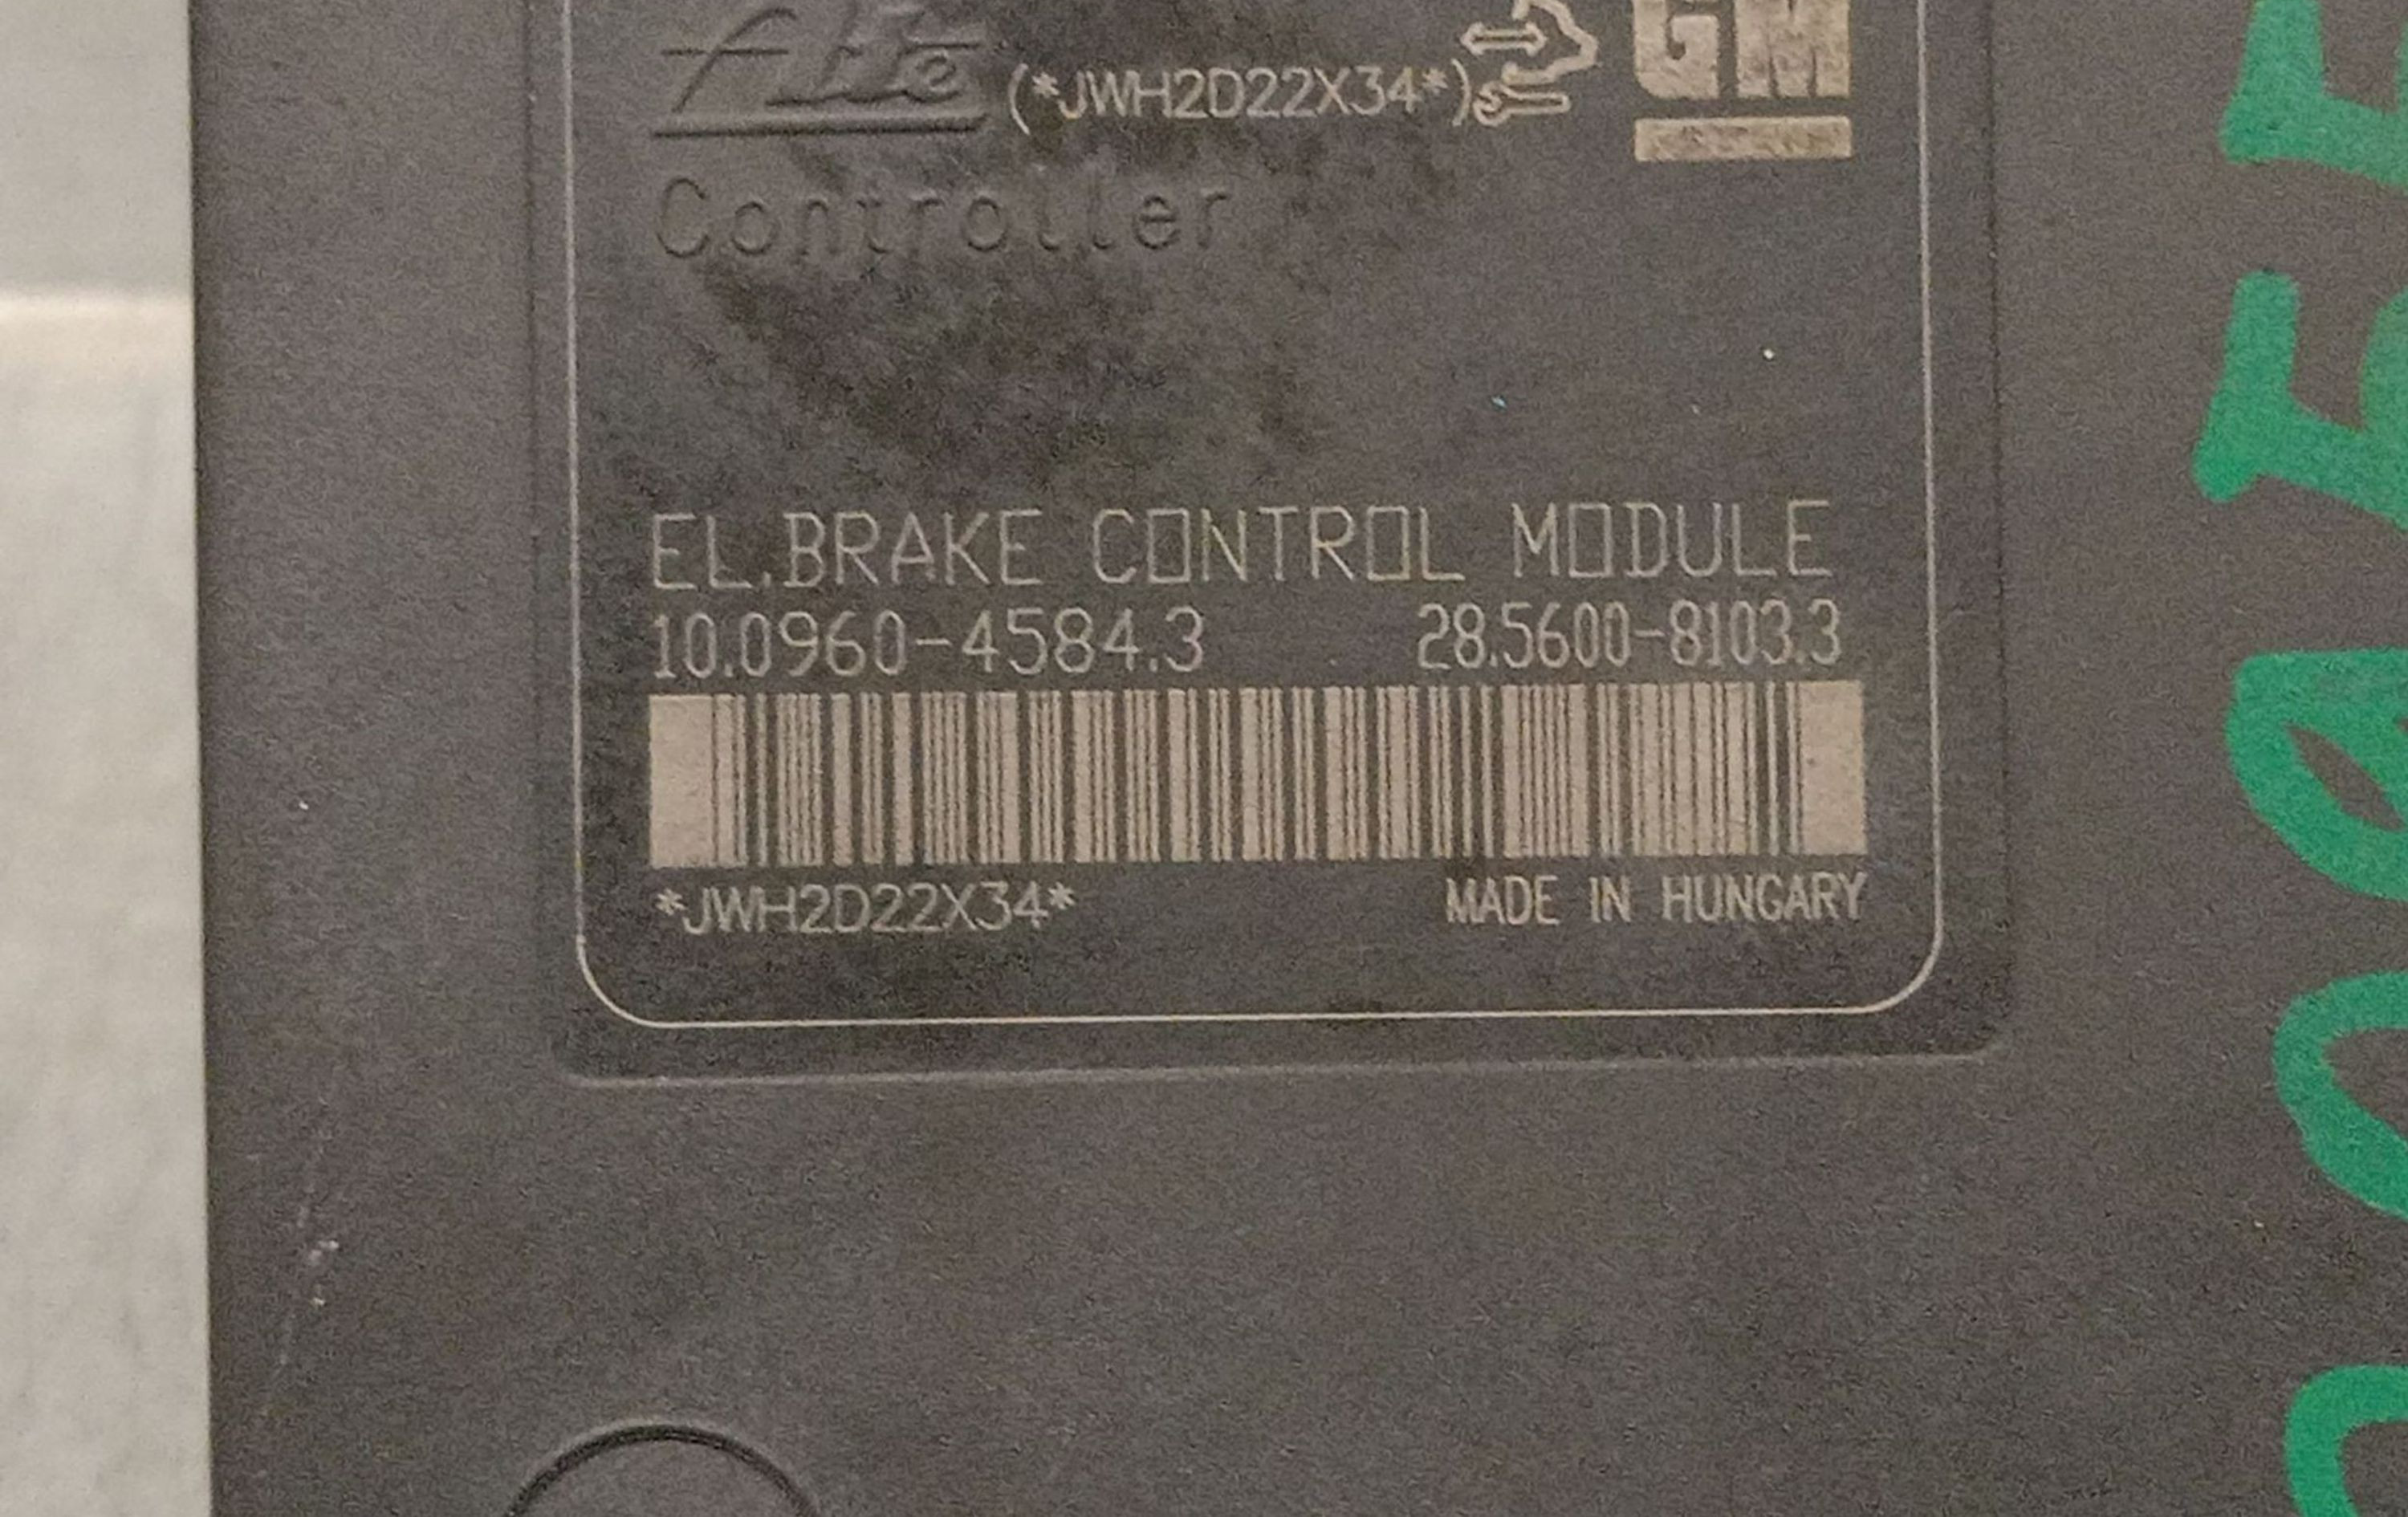 Ate
(*JWH2D22X34*)
GM
Controller
EL.BRAKE CONTROL MODULE
10.0960-4584.3 28.5600-8103.3
*JWH2D22X34* MADE IN HUNGARY